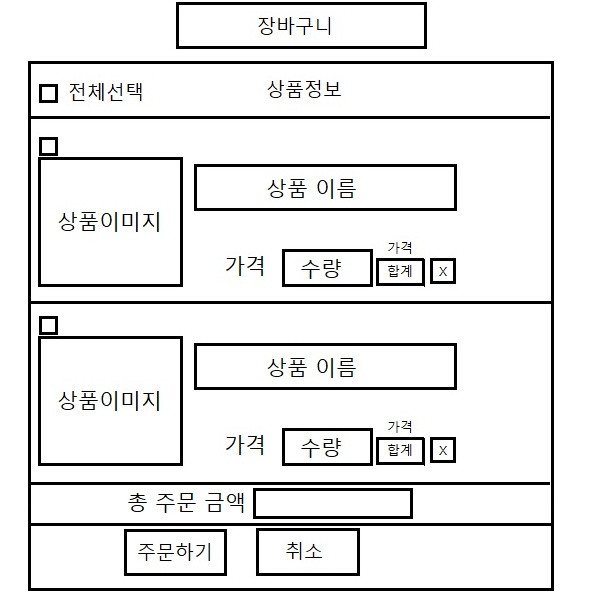 장바구니
전체선택 상품정보
상품이미지
상품 이름
가격 수량 가격 합계 X
상품이미지
상품 이름
가격 수량 가격 합계 X
총 주문 금액
주문하기 취소